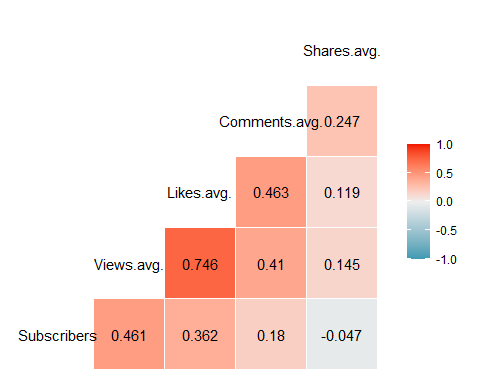 Shares.avg.
Comments.avg. 0.247
Likes.avg. 0.463 0.119
Views.avg. 0.746 0.41 0.145
Subscribers 0.461 0.362 0.18 -0.047
1.0
0.5
0.0
-0.5
-1.0